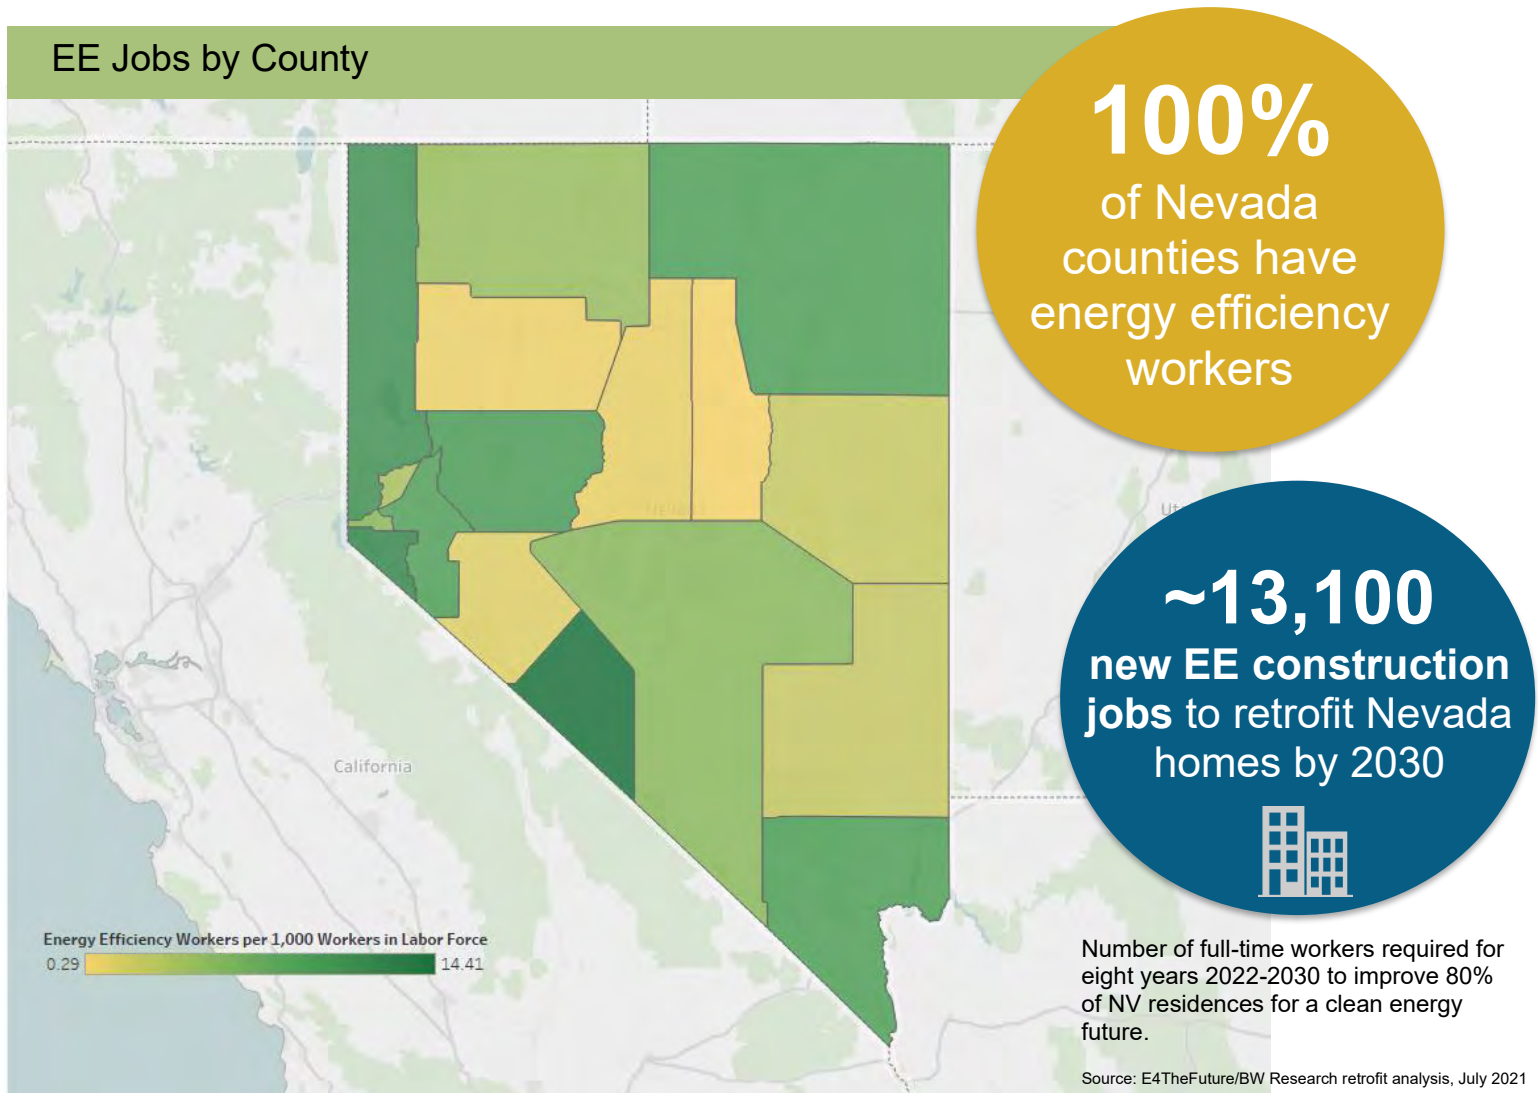 EE Jobs by County
100%
of Nevada
counties have
energy efficiency
workers
~13,100
new EE construction
jobs to retrofit Nevada
homes by 2030
California
Energy Efficiency Workers per 1,000 Workers in Labor Force
0.29 14.41
Number of full-time workers required for
eight years 2022-2030 to improve 80%
of NV residences for a clean energy
future.
Source: E4TheFuture/BW Research retrofit analysis, July 2021